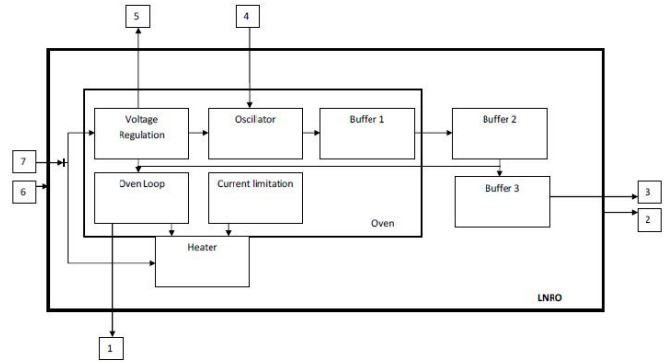 5
4
Voltage
Regulation
Oscillator
Buffer 1
Buffer 2
7
6
Oven Loop
Current limitation
Buffer 3
3
2
Oven
Heater
LNRO
1